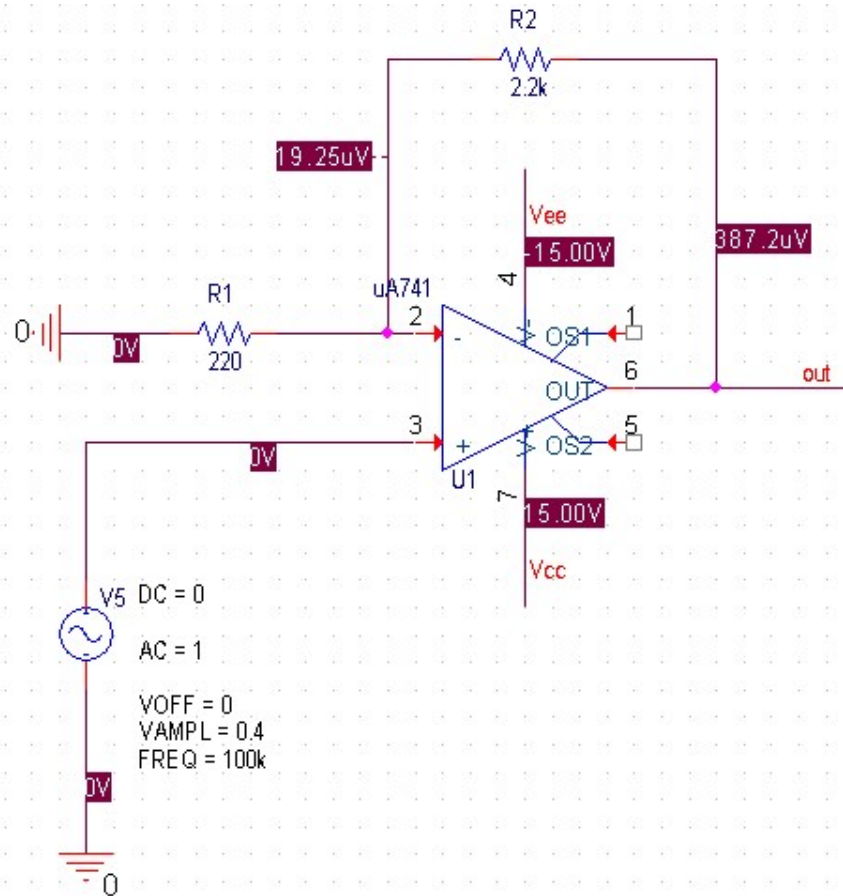 R2
2.2k
19.25uV
Vee
-15.00V
387.2uV
4
uA741
R1
2
-
V-
OS1
1
0
0V
220
6
OUT
out
3
+
V+
OS2
5
0V
U1
7
15.00V
Vcc
V5
DC = 0
AC = 1
VOFF = 0
VAMPL = 0.4
FREQ = 100k
0V
0